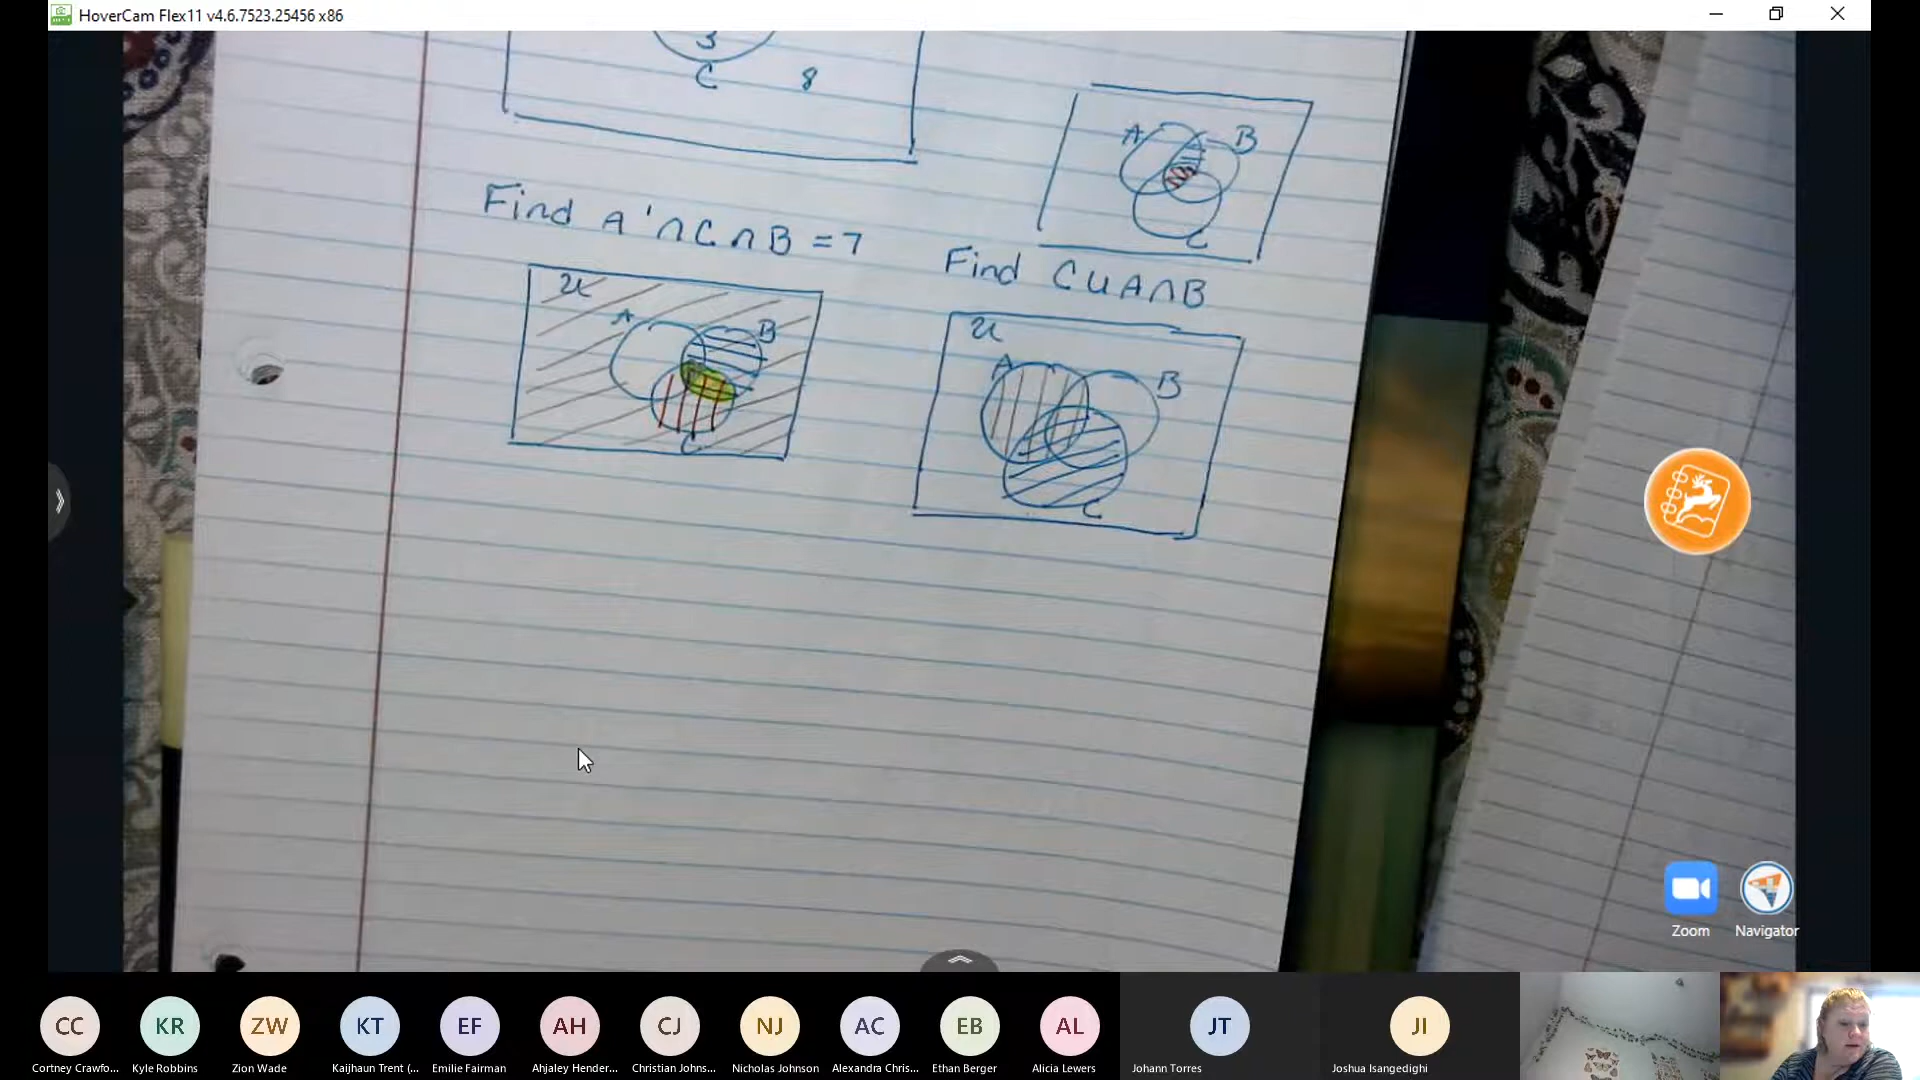 HoverCam Flex11 v4.6.7523.25456 x86
3
C
8
A
B
C
Find A'∩C∩B = 7
Find C∪A∩B
U
A
B
C
U
A
B
C
Zoom
Navigator
CC
KR
ZW
KT
EF
AH
CJ
NJ
AC
EB
AL
JT
JI
Cortney Crawfo...
Kyle Robbins
Zion Wade
Kaijhaun Trent (...
Emilie Fairman
Ahjaley Hender...
Christian Johns...
Nicholas Johnson
Alexandra Chris...
Ethan Berger
Alicia Lewers
Johann Torres
Joshua Isangedighi